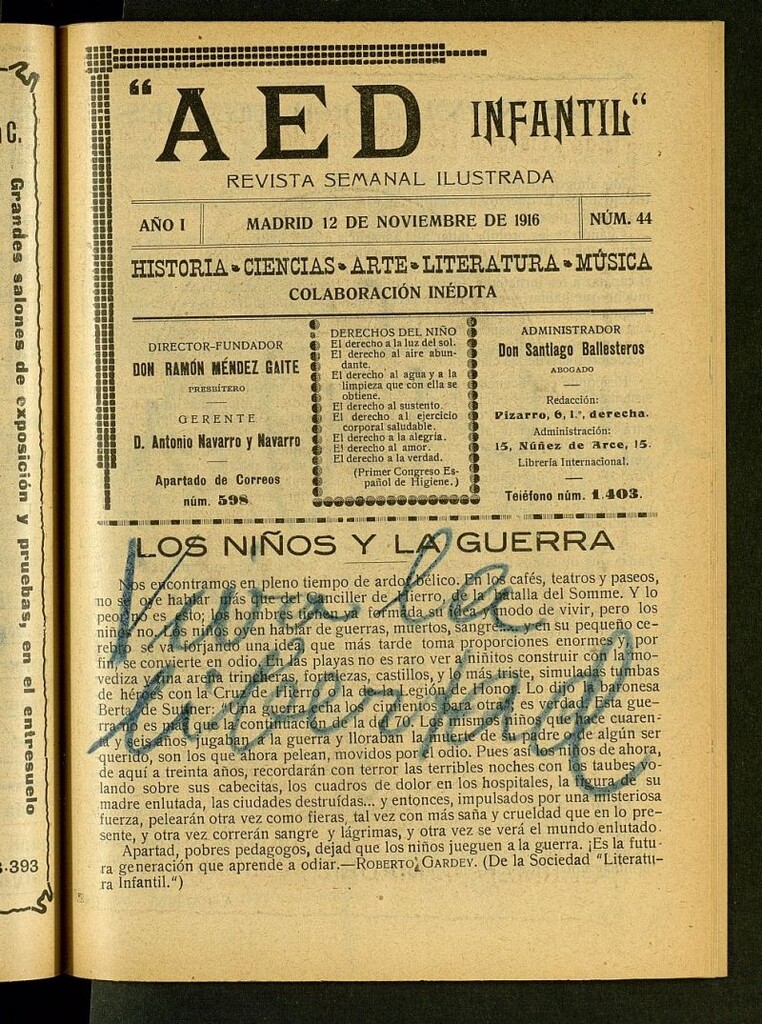 C.
Grandes salones de exposición y pruebas, en el entresuelo
3-393
"AED INFANTIL"
REVISTA SEMANAL ILUSTRADA
AÑO I
MADRID 12 DE NOVIEMBRE DE 1916
NÚM. 44
HISTORIA - CIENCIAS - ARTE - LITERATURA - MÚSICA
COLABORACIÓN INÉDITA
DIRECTOR-FUNDADOR
DON RAMÓN MÉNDEZ GAITE
PRESBÍTERO
GERENTE
D. Antonio Navarro y Navarro
Apartado de Correos
núm. 598
DERECHOS DEL NIÑO
El derecho a la luz del sol.
El derecho al aire abun-
dante.
El derecho al agua y a la
limpieza que con ella se
obtiene.
El derecho al sustento.
El derecho al ejercicio
corporal saludable.
El derecho a la alegría.
El derecho al amor.
El derecho a la verdad.
(Primer Congreso Es-
pañol de Higiene.)
ADMINISTRADOR
Don Santiago Ballesteros
ABOGADO
Redacción:
Pizarro, 6, 1.º, derecha.
Administración:
15, Núñez de Arce, 15.
Librería Internacional.
Teléfono núm. 1.403.
LOS NIÑOS Y LA GUERRA
Nos encontramos en pleno tiempo de ardor bélico. En los cafés, teatros y paseos,
no se oye hablar más que del Canciller de Hierro, de la batalla del Somme. Y lo
peor no es esto; los hombres tienen ya formada su idea y modo de vivir, pero los
niños no. Los niños oyen hablar de guerras, muertos, sangre..... y en su pequeño ce-
rebro se va forjando una idea que más tarde toma proporciones enormes y, por
fin, se convierte en odio. En las playas no es raro ver a niñitos construir con la mo-
vediza y fina arena trincheras, fortalezas, castillos, y lo más triste, simuladas tumbas
de héroes con la Cruz de Hierro o la de la Legión de Honor. Lo dijo la baronesa
Berta de Suttner: «Una guerra echa los cimientos para otra», es verdad. Esta gue-
rra no es más que la continuación de la del 70. Los mismos niños que hace cuaren-
ta y seis años jugaban a la guerra y lloraban la muerte de su padre o de algún ser
querido, son los que ahora pelean, movidos por el odio. Pues así los niños de ahora,
de aquí a treinta años, recordarán con terror las terribles noches con los taubes vo-
lando sobre sus cabecitas, los cuadros de dolor en los hospitales, la figura de su
madre enlutada, las ciudades destruídas... y entonces, impulsados por una misteriosa
fuerza, pelearán otra vez como fieras, tal vez con más saña y crueldad que en lo pre-
sente, y otra vez correrán sangre y lágrimas, y otra vez se verá el mundo enlutado.
Apartad, pobres pedagogos, dejad que los niños jueguen a la guerra. ¡Es la futu-
ra generación que aprende a odiar.—ROBERTO GARDEY. (De la Sociedad "Literatu-
ra Infantil.")
Viva la
libertad